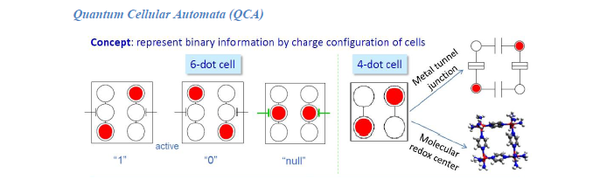 Quantum Cellular Automata (QCA)
Concept: represent binary information by charge configuration of cells
6-dot cell
4-dot cell
Metal tunnel
junction
active
Molecular
redox center
"1"
"0"
"null"